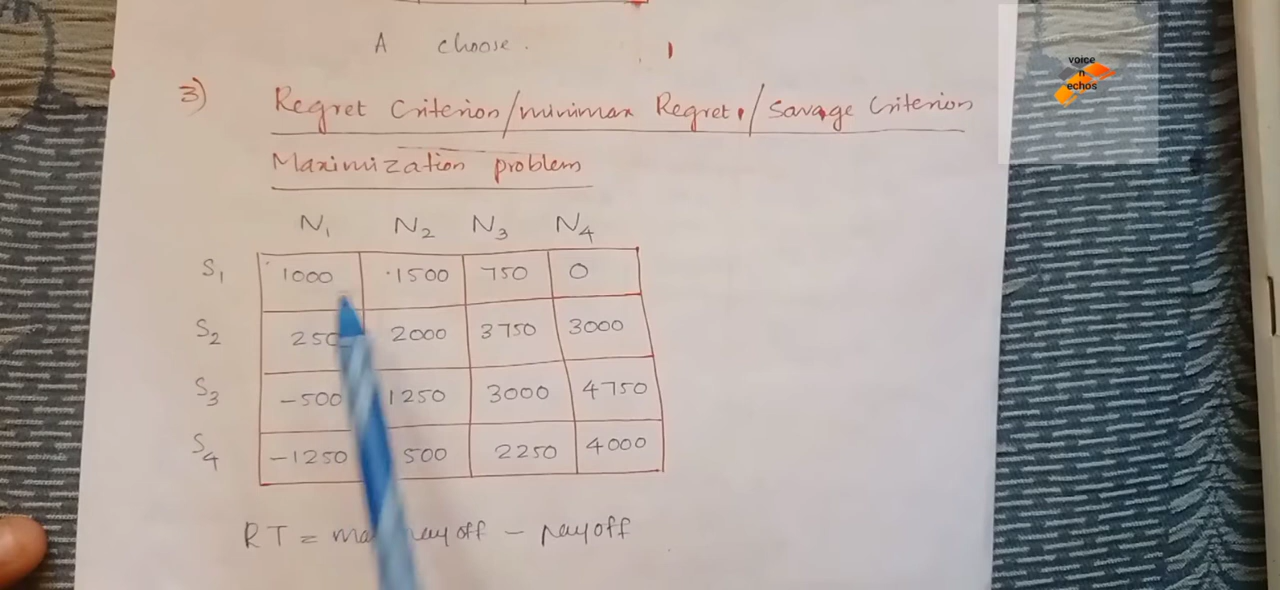 A choose.
voice
n
echos
3) Regret Criterion/minimax Regret./Savage Criterion
Maximization problem
N1 N2 N3 N4
S1 1000 1500 750 0
S2 250 2000 3750 3000
S3 -500 1250 3000 4750
S4 -1250 500 2250 4000
RT = payoff - payoff